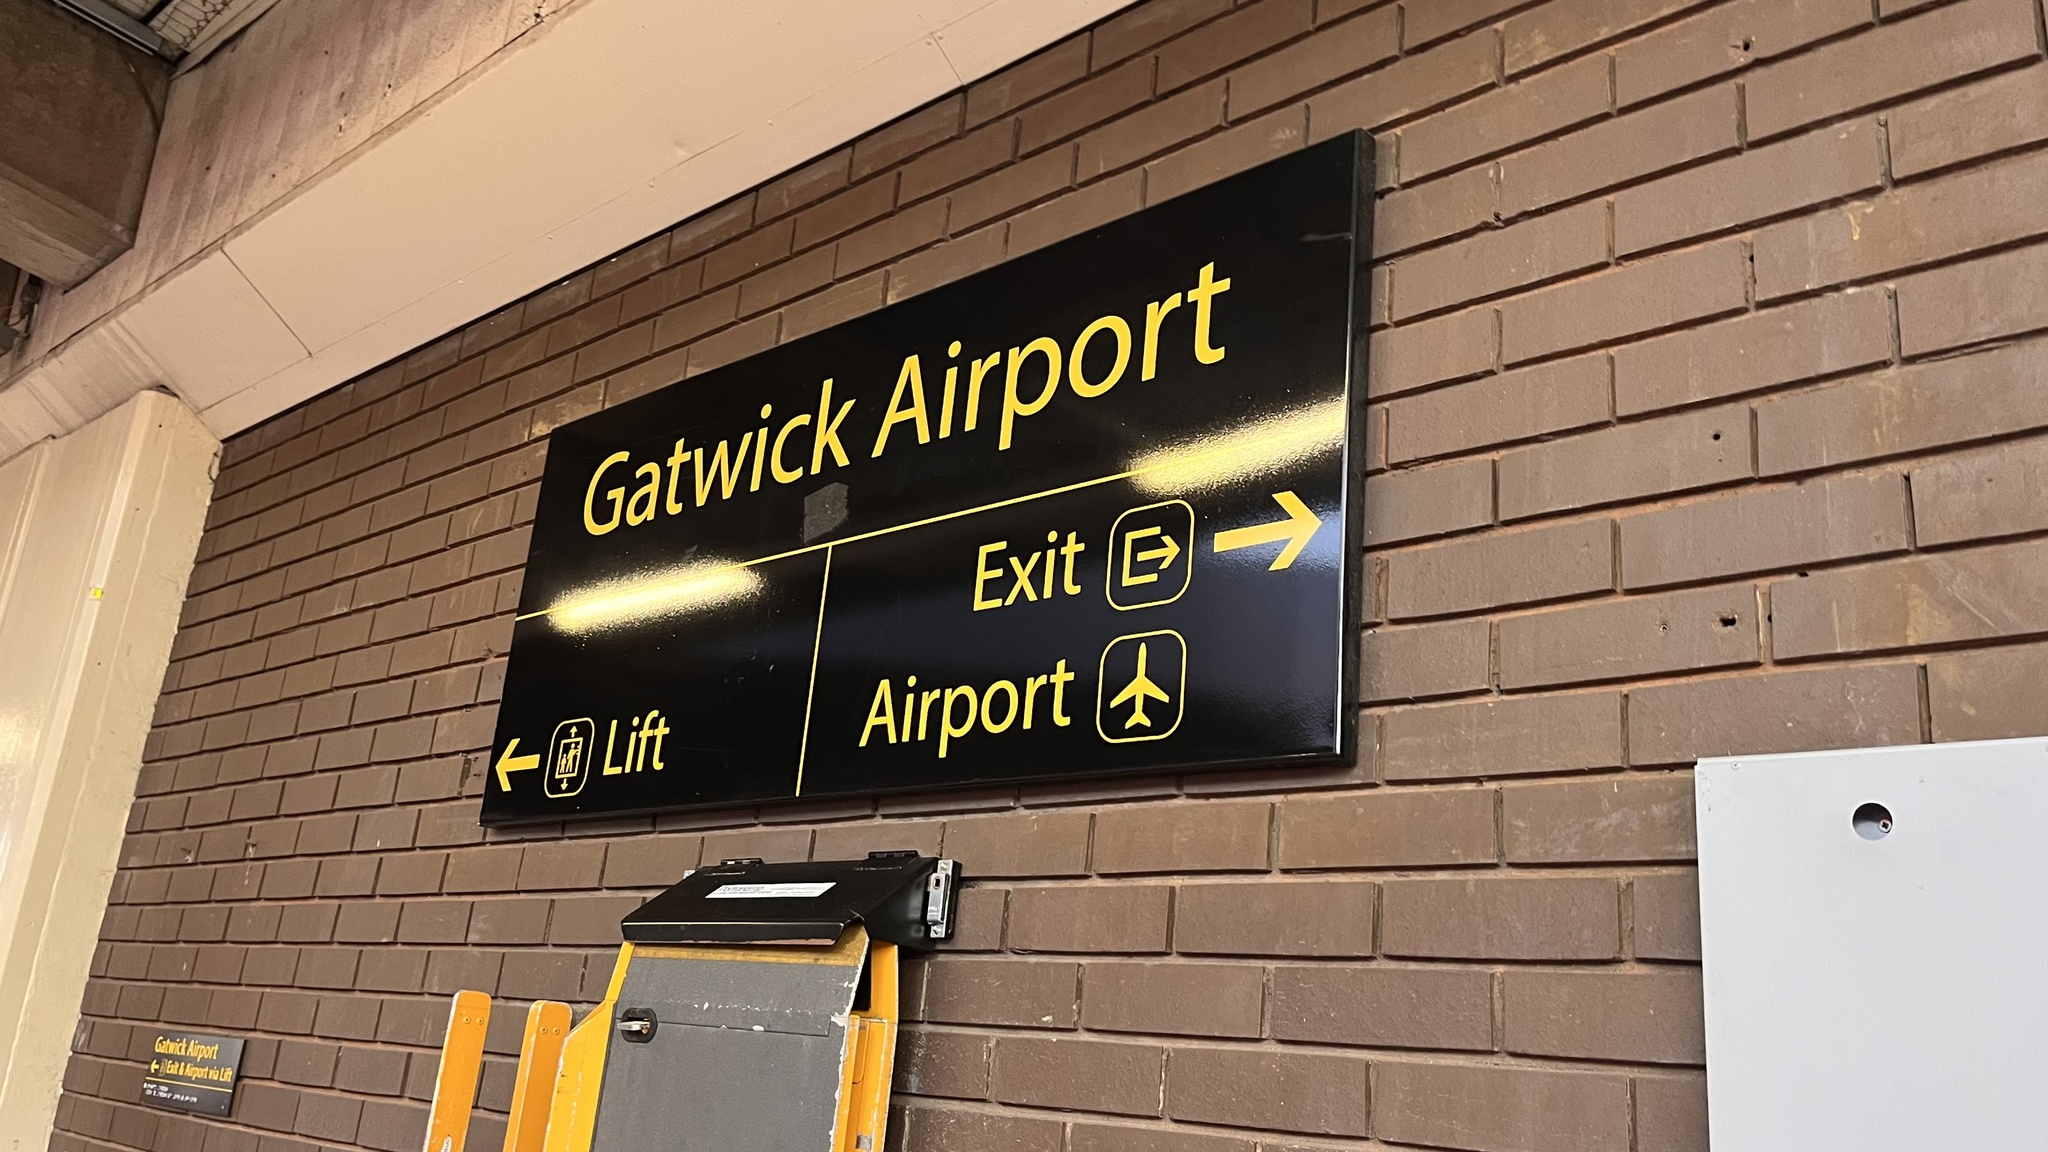 Gatwick Airport
Exit
Airport
Lift
Gatwick Airport
Exit & Airport via Lift